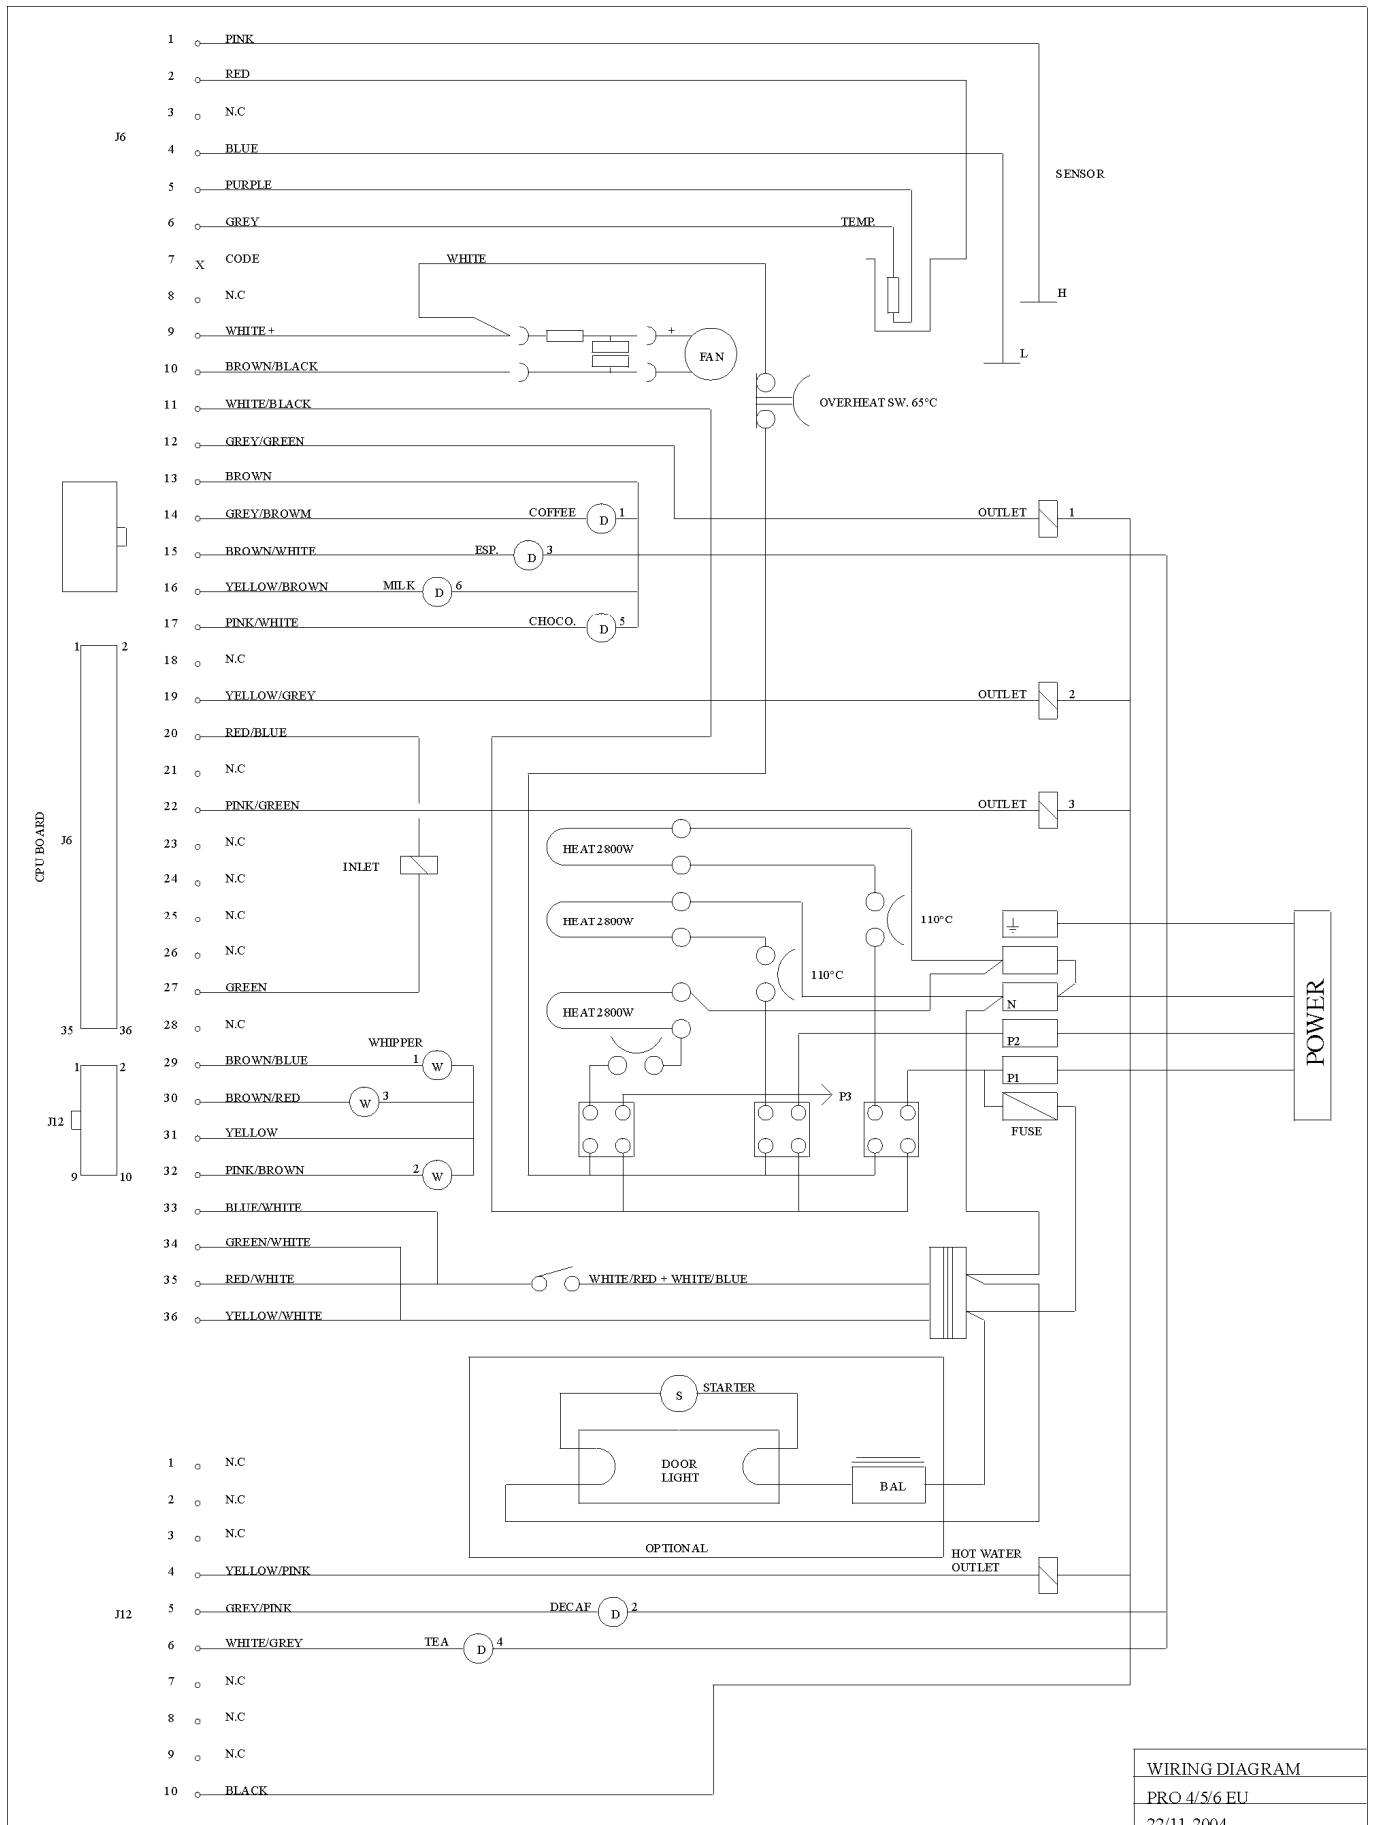 1 PINK
2 RED
3 N.C
J6
4 BLUE
SENSOR
5 PURPLE
6 GREY TEMP.
7 X CODE WHITE
8 N.C H
9 WHITE + +
FAN L
10 BROWN/BLACK
11 WHITE/BLACK OVERHEAT SW. 65°C
12 GREY/GREEN
13 BROWN
14 GREY/BROWM COFFEE D 1 OUTLET 1
15 BROWN/WHITE ESP. D 3
16 YELLOW/BROWN MILK D 6
17 PINK/WHITE CHOCO. D 5
1 2
18 N.C
19 YELLOW/GREY OUTLET 2
20 RED/BLUE
21 N.C
22 PINK/GREEN OUTLET 3
CPU BOARD
J6
23 N.C HEAT 2800W
INLET
24 N.C
25 N.C HEAT 2800W 110°C
26 N.C
110°C
27 GREEN N
POWER
35 36
28 N.C HEAT 2800W
WHIPPER P2
29 BROWN/BLUE 1 W
1 2
P1
30 BROWN/RED W 3 P3
J12
31 YELLOW FUSE
32 PINK/BROWN 2 W
9 10
33 BLUE/WHITE
34 GREEN/WHITE
35 RED/WHITE WHITE/RED + WHITE/BLUE
36 YELLOW/WHITE
S STARTER
1 N.C DOOR
LIGHT
BAL
2 N.C
3 N.C
OPTIONAL
HOT WATER
OUTLET
4 YELLOW/PINK
J12
5 GREY/PINK DECAF D 2
6 WHITE/GREY TEA D 4
7 N.C
8 N.C
9 N.C
10 BLACK
WIRING DIAGRAM
PRO 4/5/6 EU
22/11-2004